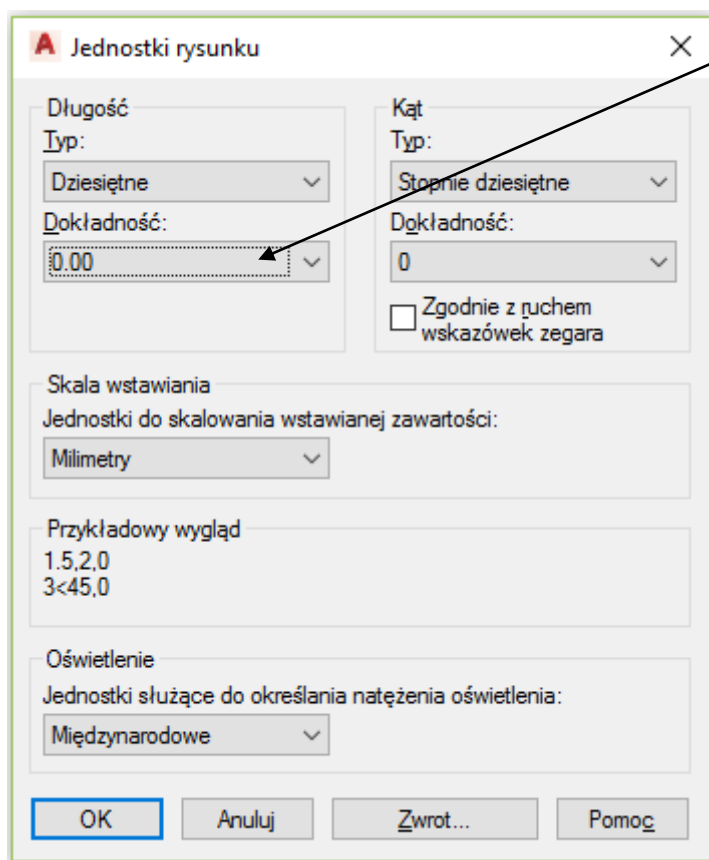 Jednostki rysunku
Długość
Typ:
Dziesiętne
Dokładność:
0.00
Kąt
Typ:
Stopnie dziesiętne
Dokładność:
0
Zgodnie z ruchem
wskazówek zegara
Skala wstawiania
Jednostki do skalowania wstawianej zawartości:
Milimetry
Przykładowy wygląd
1.5,2,0
3<45,0
Oświetlenie
Jednostki służące do określania natężenia oświetlenia:
Międzynarodowe
OK
Anuluj
Zwrot...
Pomoc